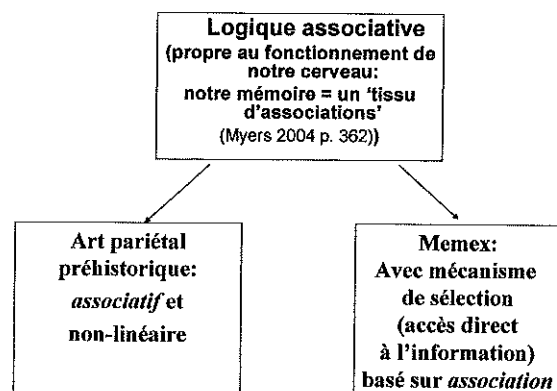 Logique associative
(propre au fonctionnement de
notre cerveau:
notre mémoire = un ‘tissu
d’associations’
(Myers 2004 p. 362))
Art pariétal
préhistorique:
associatif et
non-linéaire
Memex:
Avec mécanisme
de sélection
(accès direct
à l’information)
basé sur association